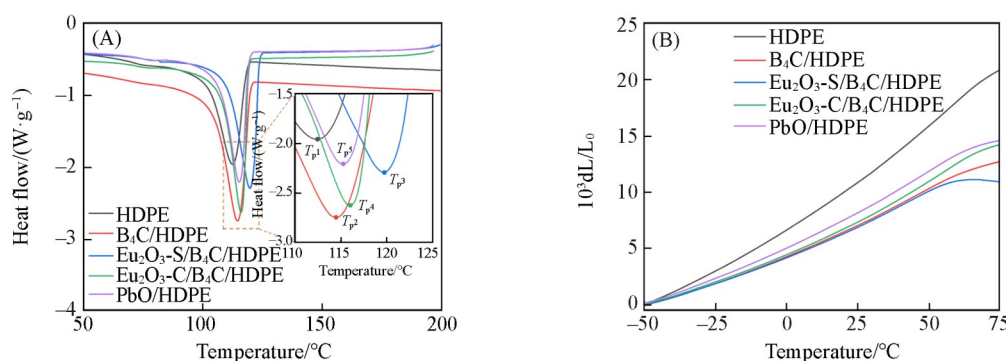 (A)
0
−1
−2
−3
−4
Heat flow/(W·g⁻¹)
50
100
150
200
Temperature/°C
HDPE
B₄C/HDPE
Eu₂O₃-S/B₄C/HDPE
Eu₂O₃-C/B₄C/HDPE
PbO/HDPE
−1.5
−2.0
−2.5
−3.0
Heat flow/(W·g⁻¹)
Tₚ1
Tₚ5
Tₚ3
Tₚ4
Tₚ2
110
115
120
125
Temperature/°C
(B)
25
20
15
10
5
0
10³dL/L₀
HDPE
B₄C/HDPE
Eu₂O₃-S/B₄C/HDPE
Eu₂O₃-C/B₄C/HDPE
PbO/HDPE
−50
−25
0
25
50
75
Temperature/°C